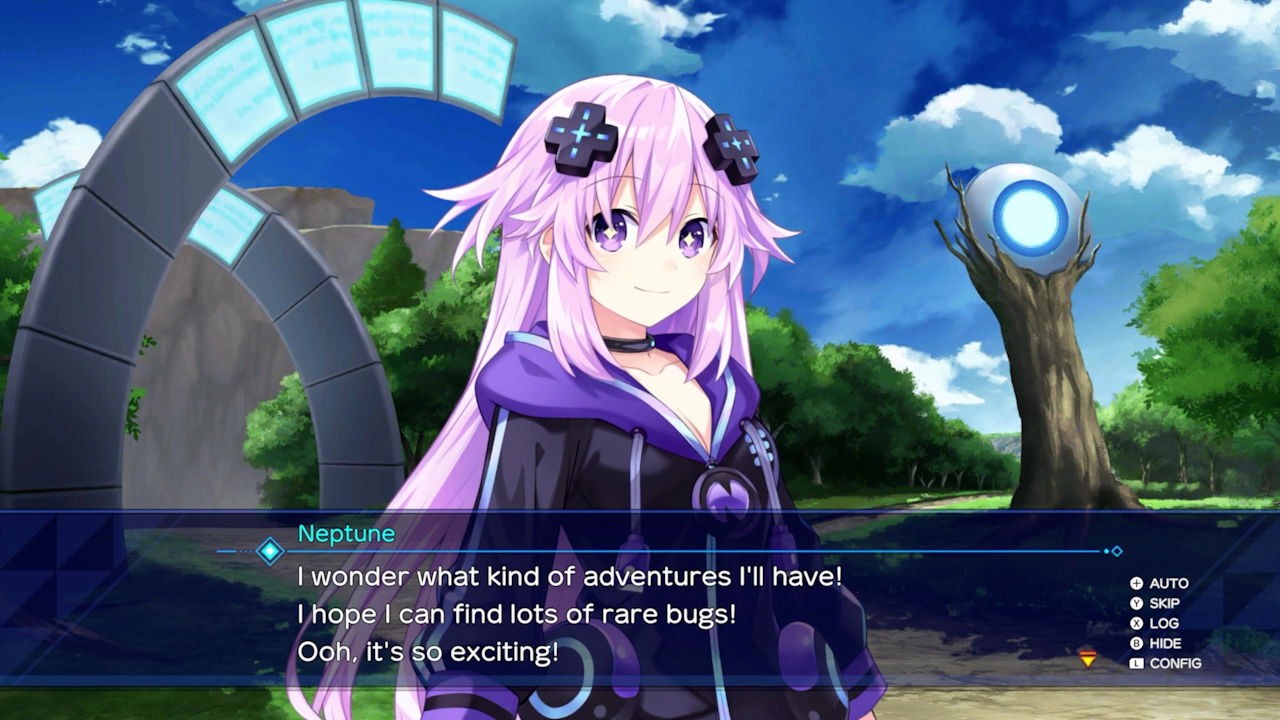 Neptune
I wonder what kind of adventures I'll have!
I hope I can find lots of rare bugs!
Ooh, it's so exciting!
+ AUTO
Y SKIP
X LOG
B HIDE
L CONFIG